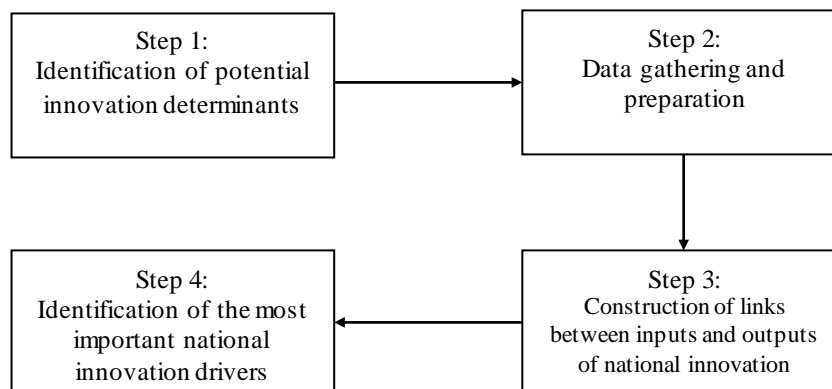 Step 1:
Identification of potential
innovation determinants
Step 2:
Data gathering and
preparation
Step 3:
Construction of links
between inputs and outputs
of national innovation
Step 4:
Identification of the most
important national
innovation drivers